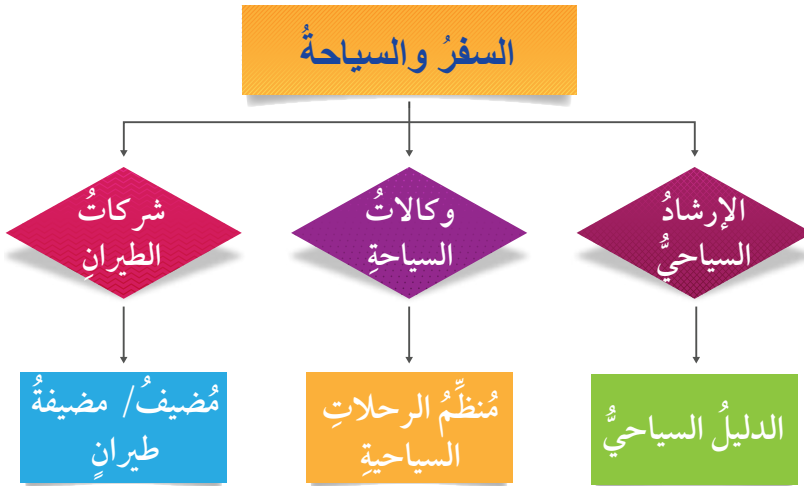 السفرُ والسياحةُ
الإرشادُ
السياحيُّ
وكالاتُ
السياحةِ
شركاتُ
الطيرانِ
الدليلُ السياحيُّ
مُنظِّمُ الرحلاتِ
السياحيةِ
مُضيفُ/ مضيفةُ
طيرانٍ